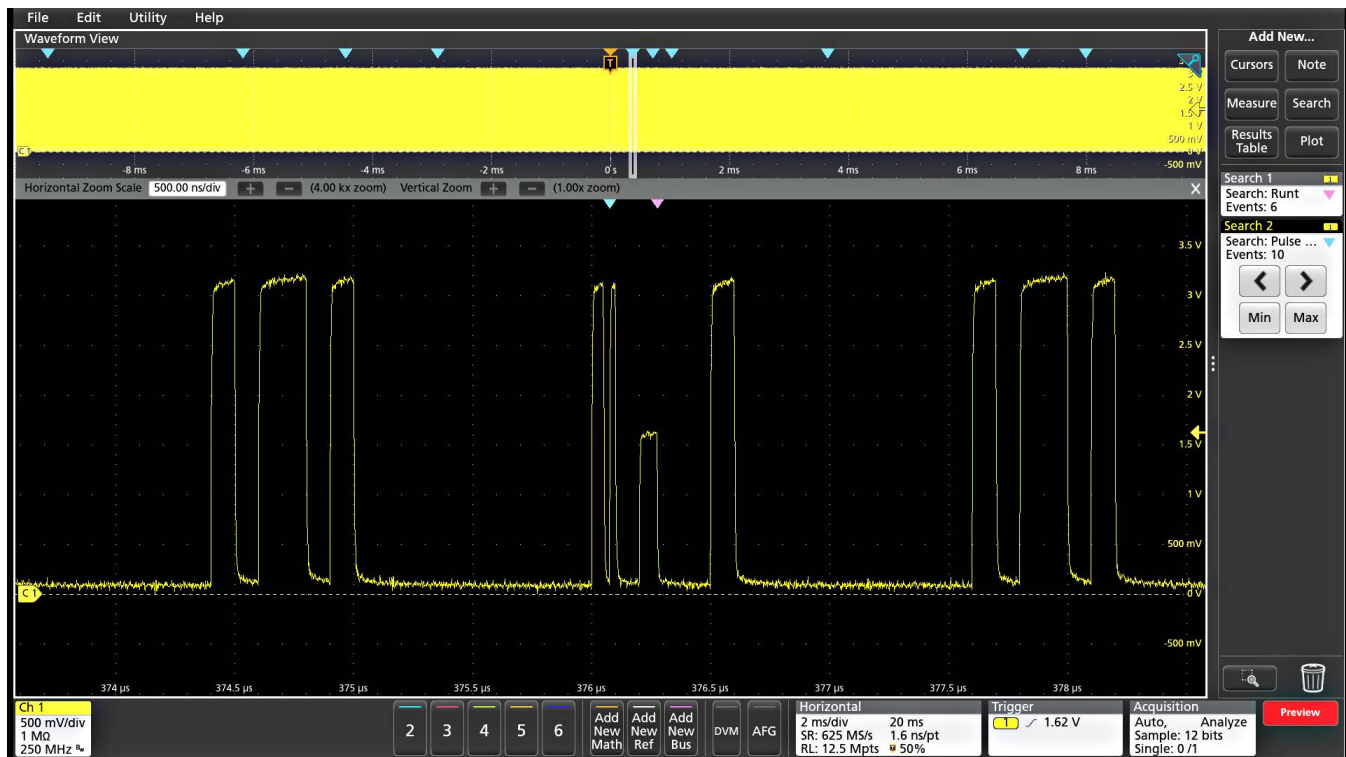 File Edit Utility Help
Waveform View
Add New...
Cursors Note
Measure Search
Results Table Plot
T
3 V
2.5 V
2 V
1.5 V
1 V
500 mV
0 V
-500 mV
C 1
-8 ms -6 ms -4 ms -2 ms 0 s 2 ms 4 ms 6 ms 8 ms
Horizontal Zoom Scale 500.00 ns/div + − (4.00 kx zoom) Vertical Zoom + − (1.00x zoom) X
Search 1 1
Search: Runt
Events: 6
Search 2 1
Search: Pulse ...
Events: 10
< >
Min Max
3.5 V
3 V
2.5 V
2 V
1.5 V
1 V
500 mV
0 V
-500 mV
C 1
374 µs 374.5 µs 375 µs 375.5 µs 376 µs 376.5 µs 377 µs 377.5 µs 378 µs
Ch 1
500 mV/div
1 MΩ
250 MHz
2 3 4 5 6
Add New Math
Add New Ref
Add New Bus
DVM AFG
Horizontal
2 ms/div 20 ms
SR: 625 MS/s 1.6 ns/pt
RL: 12.5 Mpts 50%
Trigger
1 1.62 V
Acquisition
Auto, Analyze
Sample: 12 bits
Single: 0 /1
Preview